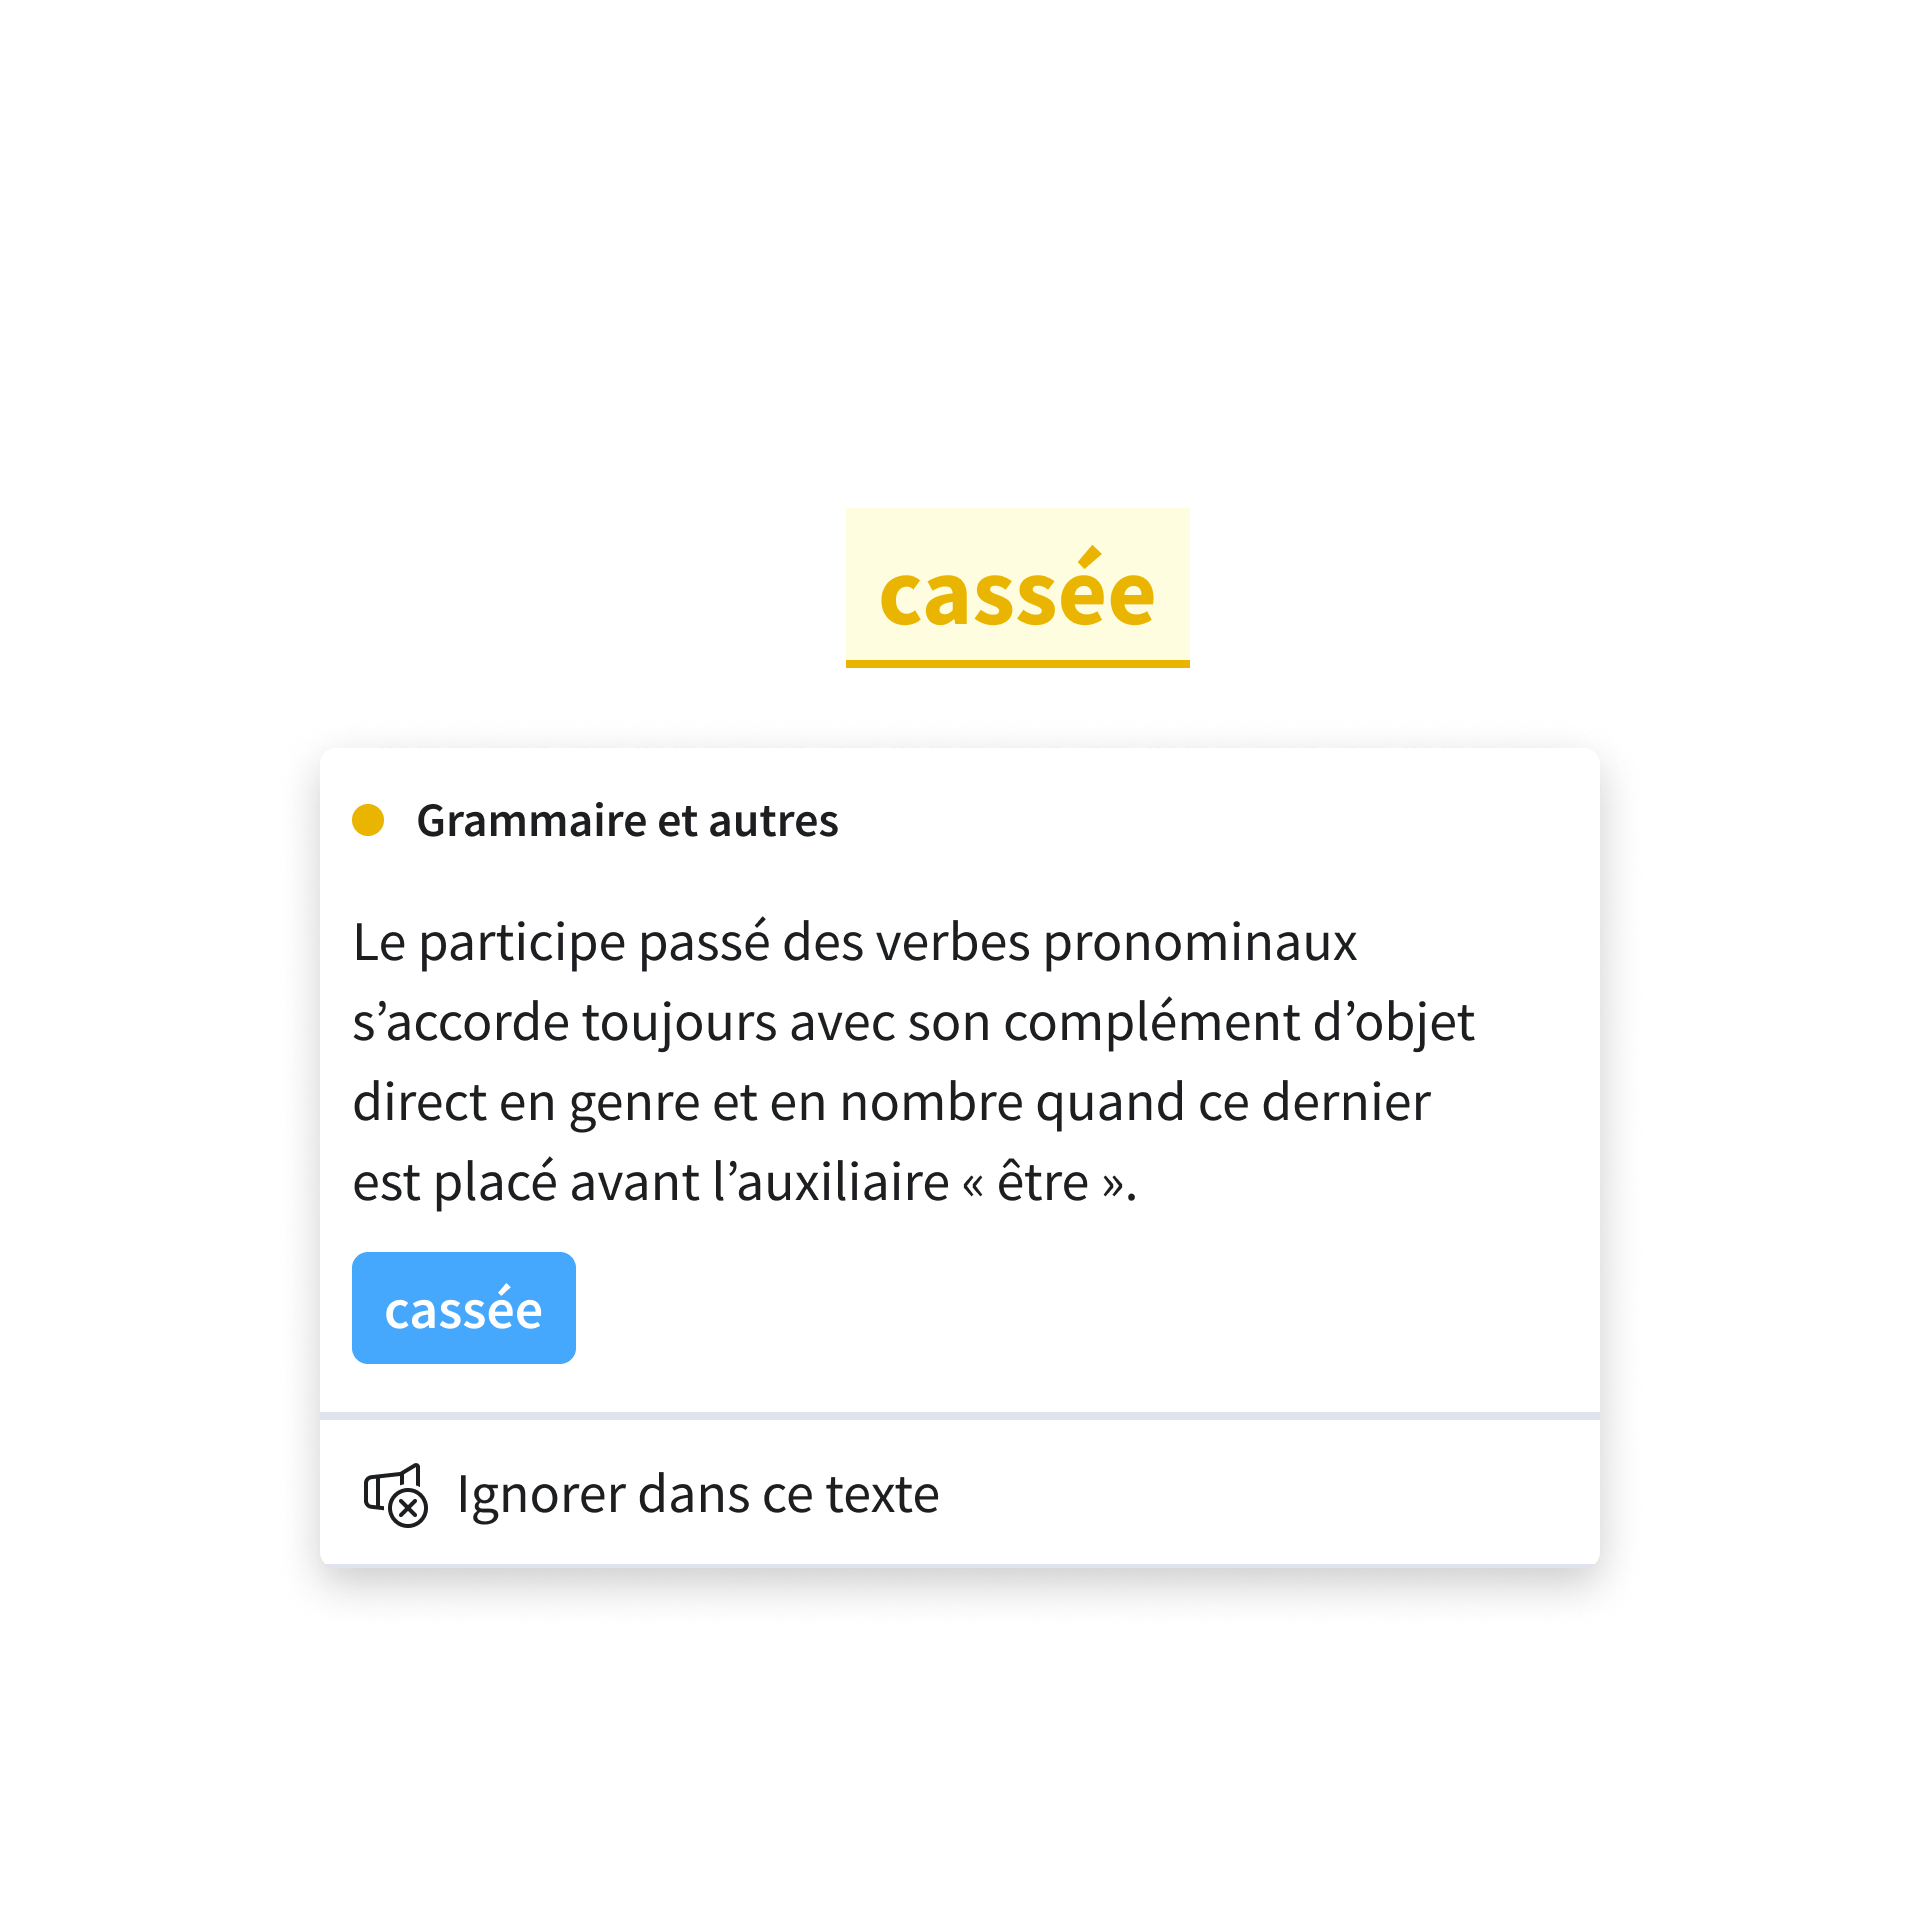 cassée
Grammaire et autres
Le participe passé des verbes pronominaux
s’accorde toujours avec son complément d’objet
direct en genre et en nombre quand ce dernier
est placé avant l’auxiliaire « être ».
cassée
Ignorer dans ce texte